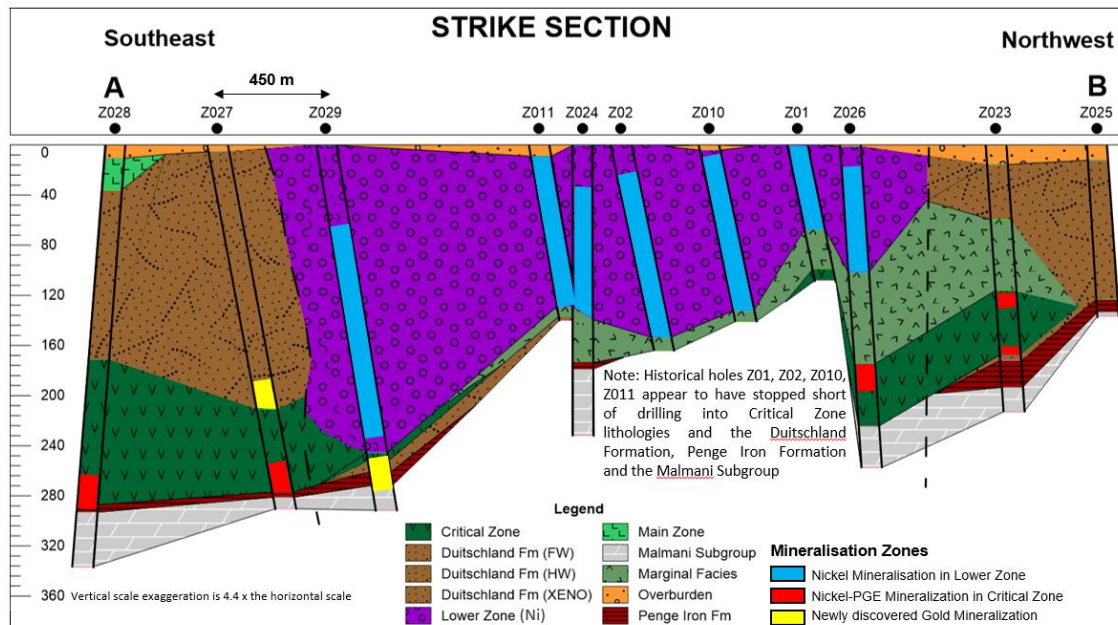 STRIKE SECTION
Southeast
Northwest
A
450 m
B
Z028 Z027 Z029 Z011 Z024 Z02 Z010 Z01 Z026 Z023 Z025
0
40
80
120
160
200
240
280
320
360
Note: Historical holes Z01, Z02, Z010,
Z011 appear to have stopped short
of drilling into Critical Zone
lithologies and the Duitschland
Formation, Penge Iron Formation
and the Malmani Subgroup
Legend
Critical Zone
Duitschland Fm (FW)
Duitschland Fm (HW)
Duitschland Fm (XENO)
Lower Zone (Ni)
Main Zone
Malmani Subgroup
Marginal Facies
Overburden
Penge Iron Fm
Mineralisation Zones
Nickel Mineralisation in Lower Zone
Nickel-PGE Mineralization in Critical Zone
Newly discovered Gold Mineralization
Vertical scale exaggeration is 4.4 x the horizontal scale